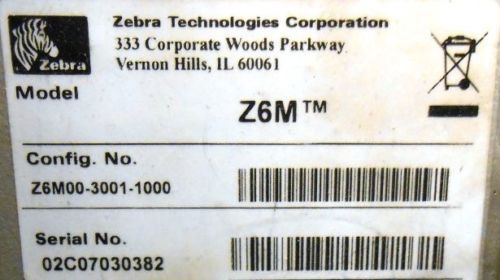 Zebra Technologies Corporation
333 Corporate Woods Parkway
Vernon Hills, IL 60061
Zebra
Model
Z6M™
Config. No.
Z6M00-3001-1000
Serial No.
02C07030382